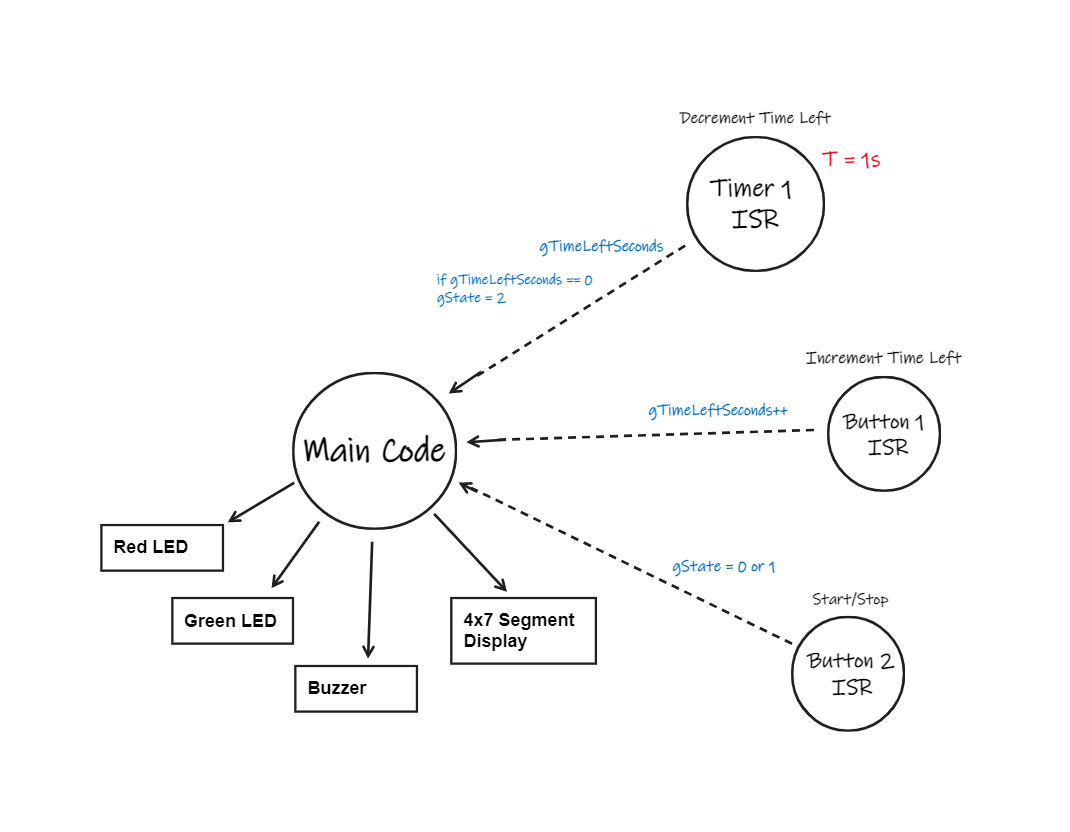 Decrement Time Left
T = 1s
Timer 1
ISR
gTimeLeftSeconds
if gTimeLeftSeconds == 0
gState = 2
Increment Time Left
gTimeLeftSeconds++
Button 1
ISR
Main Code
Red LED
gState = 0 or 1
Start/Stop
Green LED
4x7 Segment
Display
Buzzer
Button 2
ISR